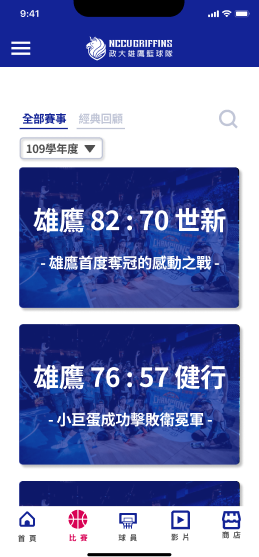 9:41
NCCU GRIFFINS
政大雄鷹籃球隊
全部賽事 經典回顧
109學年度
雄鷹 82 : 70 世新
- 雄鷹首度奪冠的感動之戰 -
雄鷹 76 : 57 健行
- 小巨蛋成功擊敗衛冕軍 -
首頁 比賽 球員 影片 商店